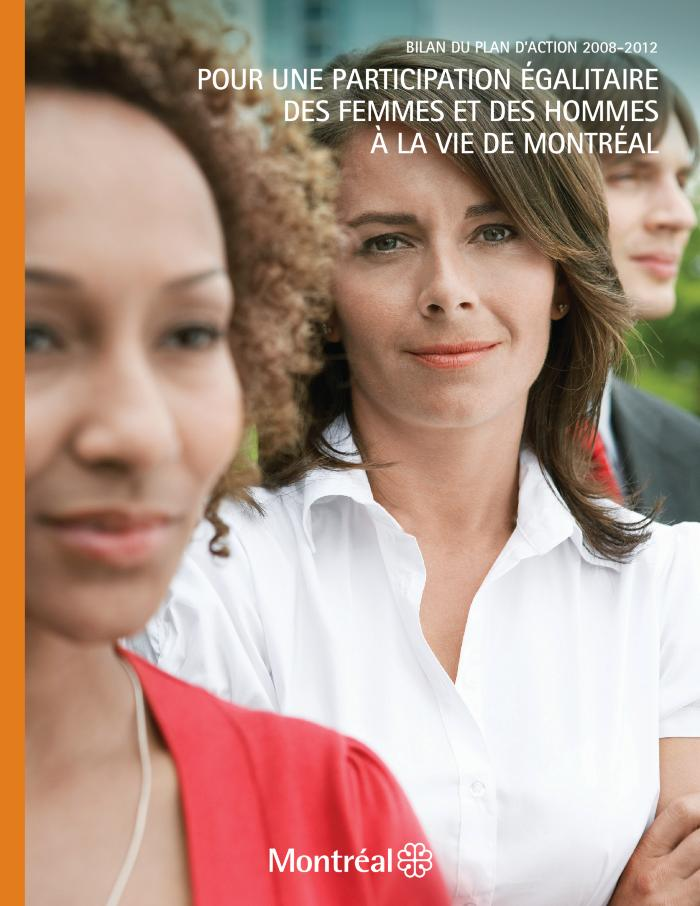 BILAN DU PLAN D'ACTION 2008-2012
POUR UNE PARTICIPATION ÉGALITAIRE
DES FEMMES ET DES HOMMES
À LA VIE DE MONTRÉAL
Montréal